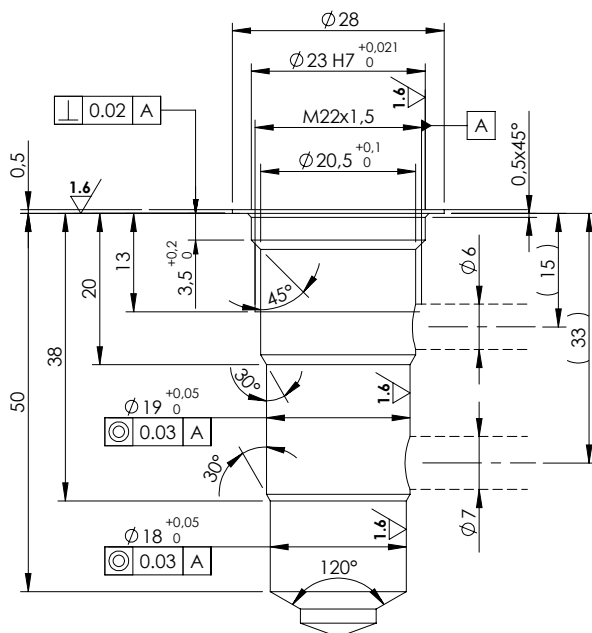 Ø28
Ø23 H7 +0,021 0
1.6
⊥ 0.02 A
M22x1,5
A
0,5
1.6
Ø20,5 +0,1 0
0,5x45°
13
3,5 +0,2 0
20
38
50
45°
Ø6
(15)
(33)
30°
Ø19 +0,05 0
◎ 0.03 A
1.6
30°
Ø7
Ø18 +0,05 0
◎ 0.03 A
1.6
120°